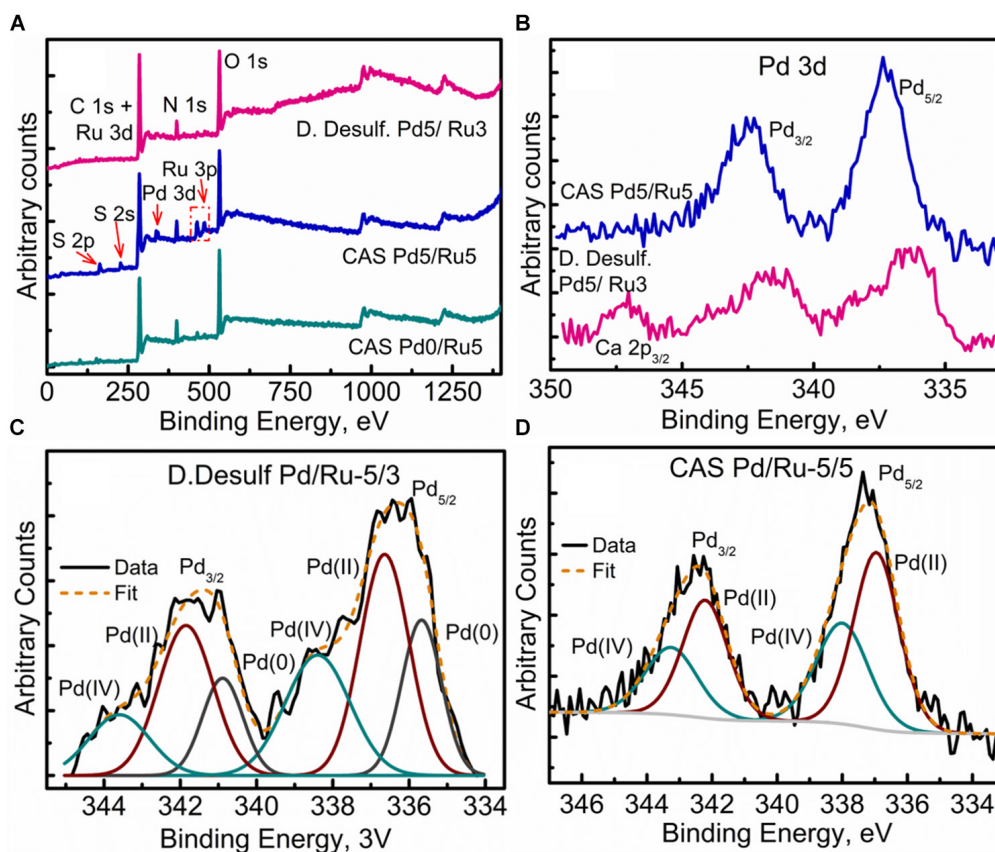 A
Arbitrary counts
C 1s +
Ru 3d
N 1s
O 1s
D. Desulf. Pd5/ Ru3
Ru 3p
Pd 3d
S 2s
S 2p
CAS Pd5/Ru5
CAS Pd0/Ru5
0 250 500 750 1000 1250
Binding Energy, eV
B
Arbitrary counts
Pd 3d
Pd5/2
Pd3/2
CAS Pd5/Ru5
D. Desulf.
Pd5/ Ru3
Ca 2p3/2
350 345 340 335
Binding Energy, eV
C
Arbitrary Counts
D.Desulf Pd/Ru-5/3
Pd5/2
Data
Fit
Pd3/2
Pd(II)
Pd(II)
Pd(IV)
Pd(0)
Pd(0)
Pd(IV)
344 342 340 338 336 334
Binding Energy, 3V
D
Arbitrary Counts
CAS Pd/Ru-5/5
Pd5/2
Data
Fit
Pd3/2
Pd(II)
Pd(II)
Pd(IV)
Pd(IV)
346 344 342 340 338 336 334
Binding Energy, eV